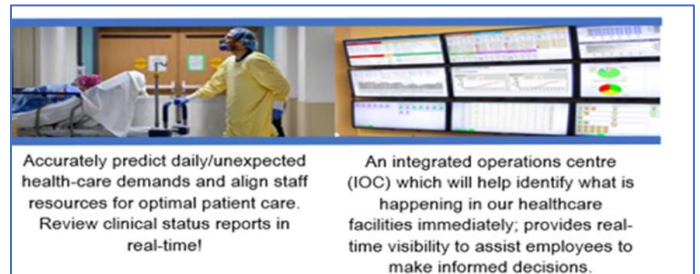 Accurately predict daily/unexpected
health-care demands and align staff
resources for optimal patient care.
Review clinical status reports in
real-time!
An integrated operations centre
(IOC) which will help identify what is
happening in our healthcare
facilities immediately; provides real-
time visibility to assist employees to
make informed decisions.